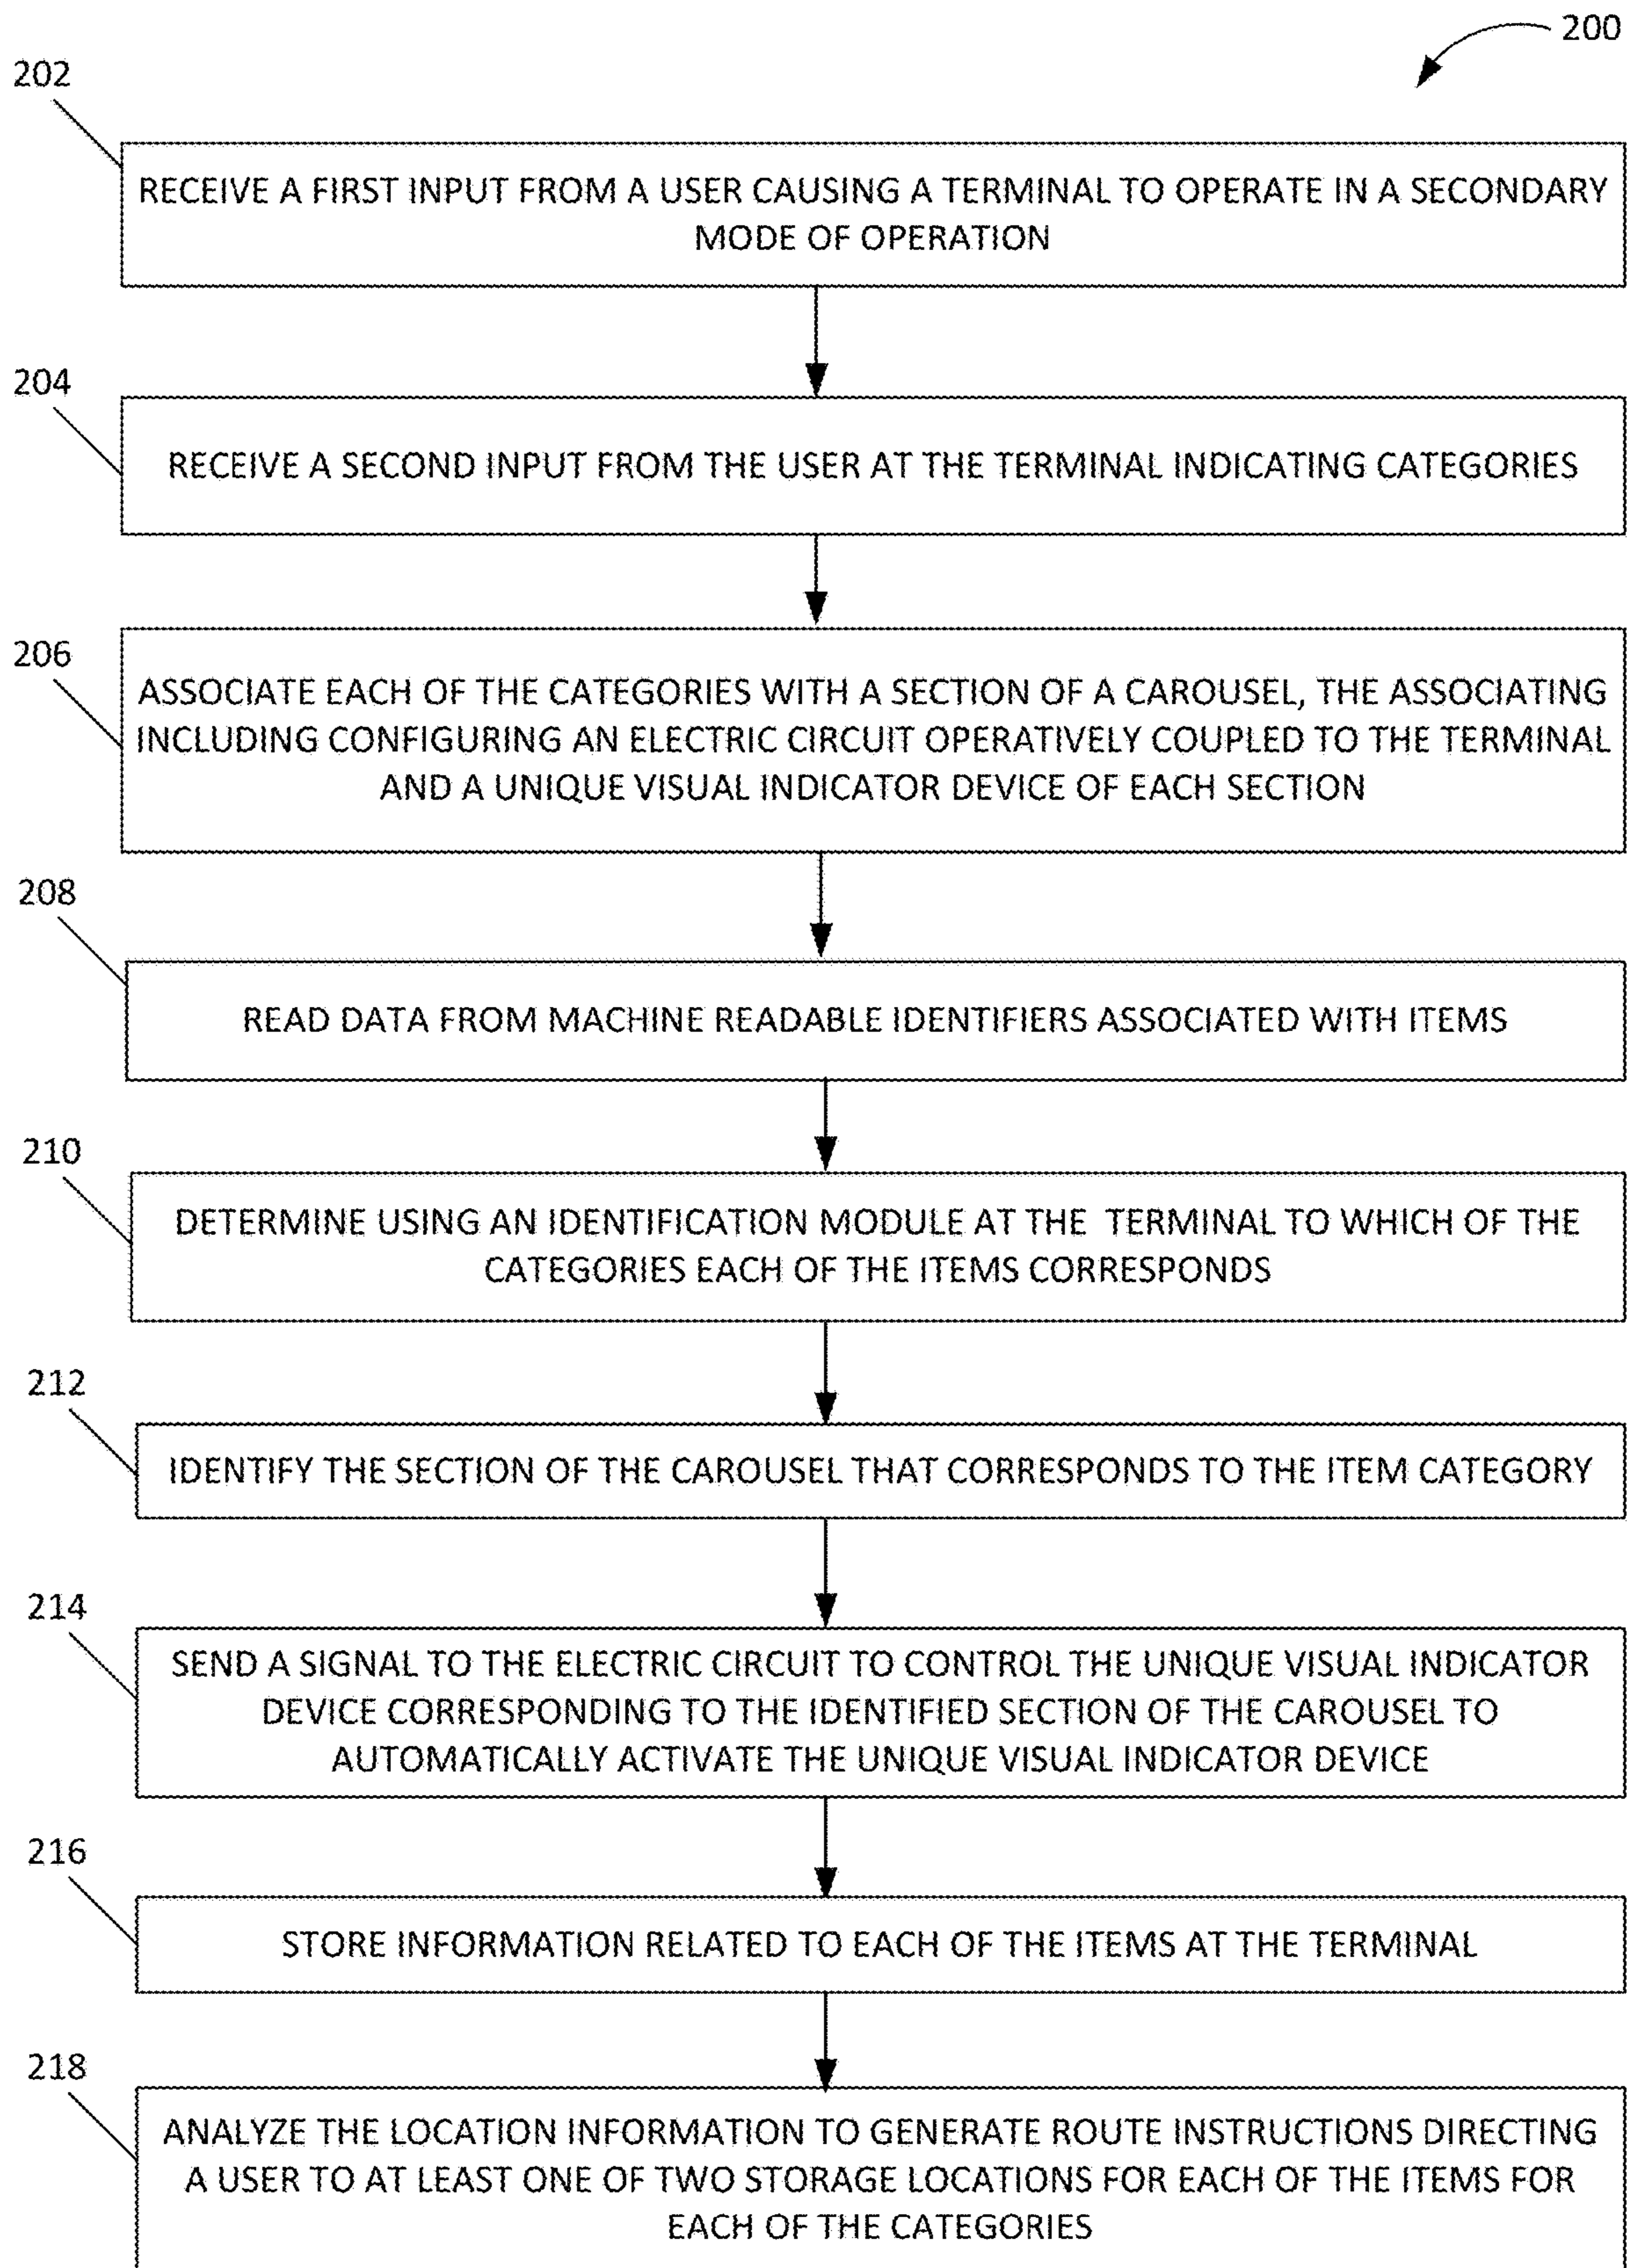 200
202
RECEIVE A FIRST INPUT FROM A USER CAUSING A TERMINAL TO OPERATE IN A SECONDARY
MODE OF OPERATION
204
RECEIVE A SECOND INPUT FROM THE USER AT THE TERMINAL INDICATING CATEGORIES
206
ASSOCIATE EACH OF THE CATEGORIES WITH A SECTION OF A CAROUSEL, THE ASSOCIATING
INCLUDING CONFIGURING AN ELECTRIC CIRCUIT OPERATIVELY COUPLED TO THE TERMINAL
AND A UNIQUE VISUAL INDICATOR DEVICE OF EACH SECTION
208
READ DATA FROM MACHINE READABLE IDENTIFIERS ASSOCIATED WITH ITEMS
210
DETERMINE USING AN IDENTIFICATION MODULE AT THE TERMINAL TO WHICH OF THE
CATEGORIES EACH OF THE ITEMS CORRESPONDS
212
IDENTIFY THE SECTION OF THE CAROUSEL THAT CORRESPONDS TO THE ITEM CATEGORY
214
SEND A SIGNAL TO THE ELECTRIC CIRCUIT TO CONTROL THE UNIQUE VISUAL INDICATOR
DEVICE CORRESPONDING TO THE IDENTIFIED SECTION OF THE CAROUSEL TO
AUTOMATICALLY ACTIVATE THE UNIQUE VISUAL INDICATOR DEVICE
216
STORE INFORMATION RELATED TO EACH OF THE ITEMS AT THE TERMINAL
218
ANALYZE THE LOCATION INFORMATION TO GENERATE ROUTE INSTRUCTIONS DIRECTING
A USER TO AT LEAST ONE OF TWO STORAGE LOCATIONS FOR EACH OF THE ITEMS FOR
EACH OF THE CATEGORIES